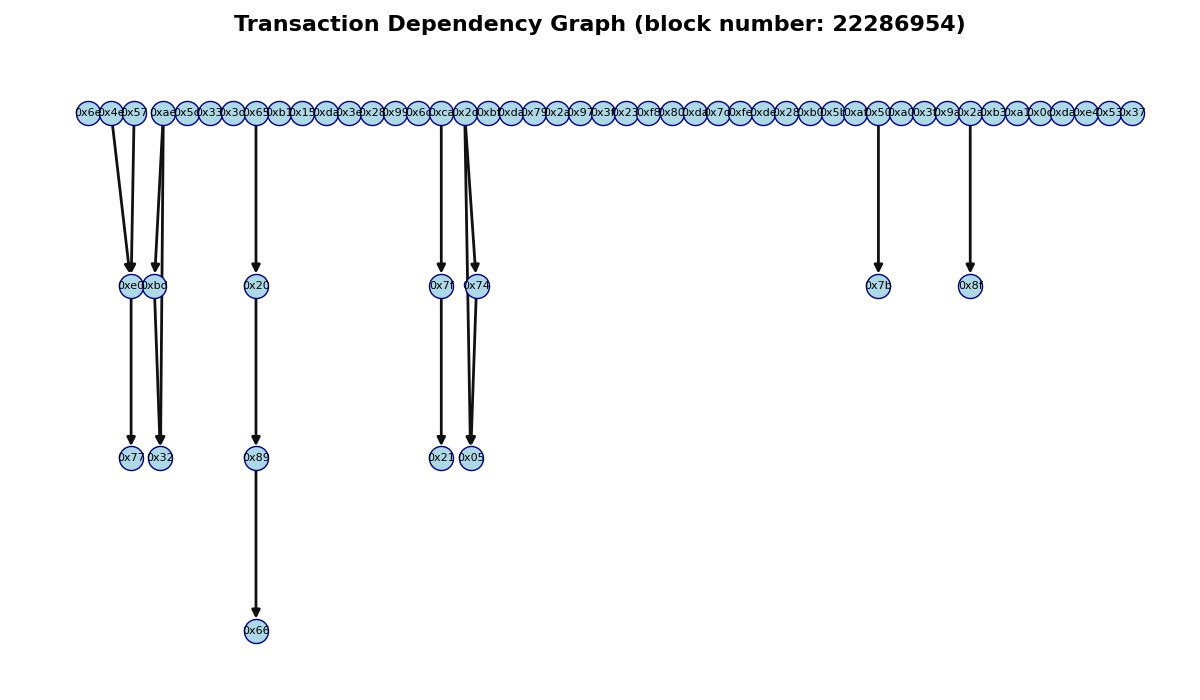 Transaction Dependency Graph (block number: 22286954)
0x6e 0x4e 0x57 0xae 0x5c 0x33 0x3c 0x65 0xb1 0x15 0xda 0x3e 0x28 0x99 0x6c 0xca 0x2c 0xbf 0xda 0x79 0x2a 0x97 0x3f 0x23 0xf8 0x80 0xda 0x7c 0xfe 0xde 0x28 0xb0 0x5b 0xaf 0x50 0xa0 0x3f 0x9a 0x2a 0xb3 0xa1 0x0c 0xda 0xe4 0x53 0x37
0xe0 0xbd 0x20 0x7f 0x74 0x7b 0x8f
0x77 0x32 0x89 0x21 0x05
0x66